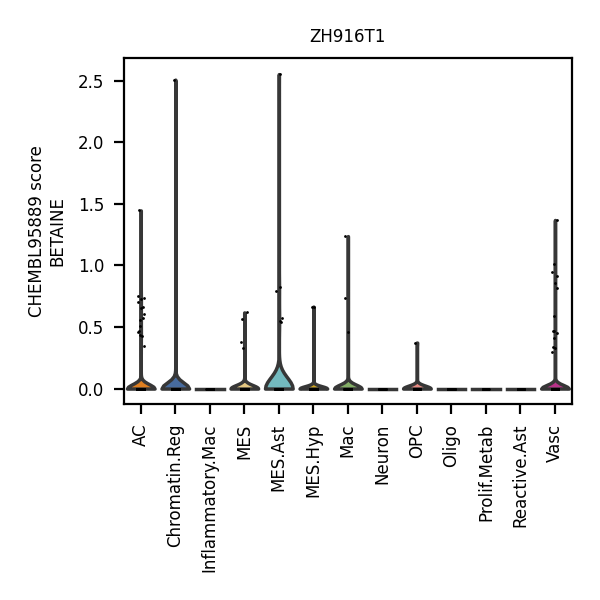 ZH916T1
CHEMBL95889 score
BETAINE
2.5
2.0
1.5
1.0
0.5
0.0
AC
Chromatin.Reg
Inflammatory.Mac
MES
MES.Ast
MES.Hyp
Mac
Neuron
OPC
Oligo
Prolif.Metab
Reactive.Ast
Vasc